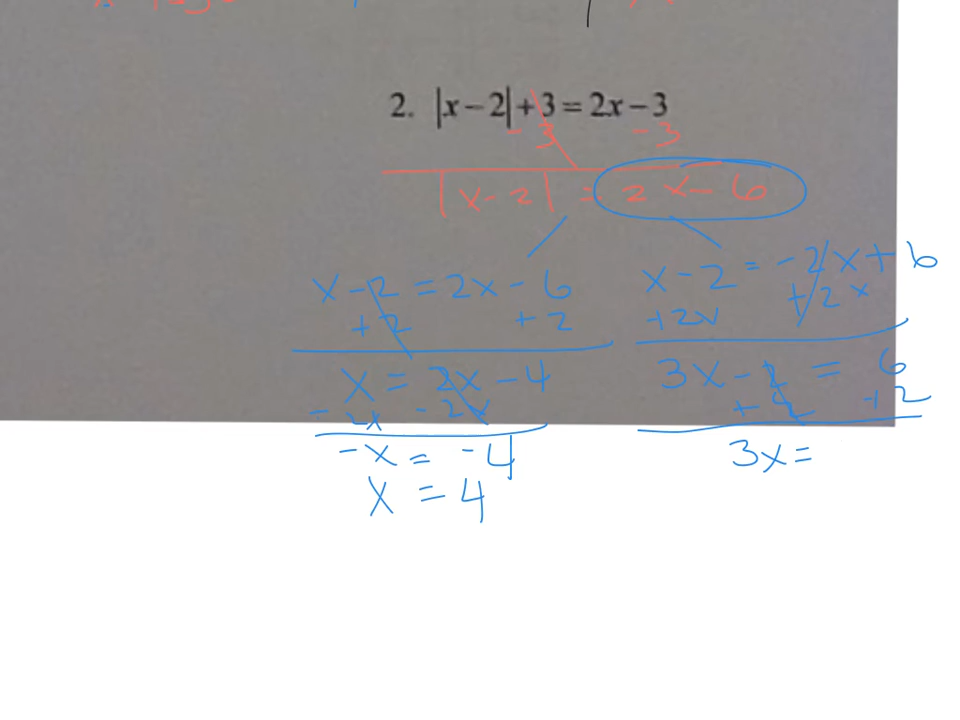 2. |x-2|+3=2x-3
- 3 - 3
|x-2| = 2x-6
x-2 = 2x-6
+2 +2
x = 2x-4
-2x -2x
-x = -4
x = 4
x-2 = -2x+6
+2x +2x
3x-2 = 6
+2 +2
3x=